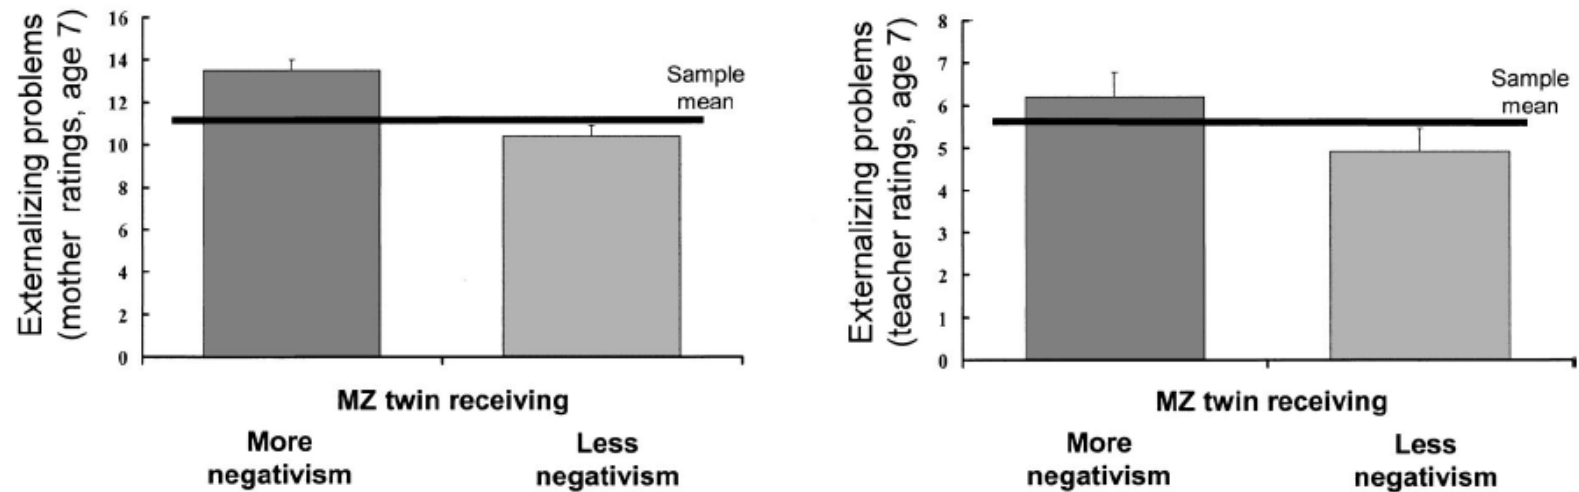 Externalizing problems
(mother ratings, age 7)
16
14
12
10
8
6
4
2
0
Sample
mean
MZ twin receiving
More
negativism
Less
negativism
Externalizing problems
(teacher ratings, age 7)
8
7
6
5
4
3
2
1
0
Sample
mean
MZ twin receiving
More
negativism
Less
negativism